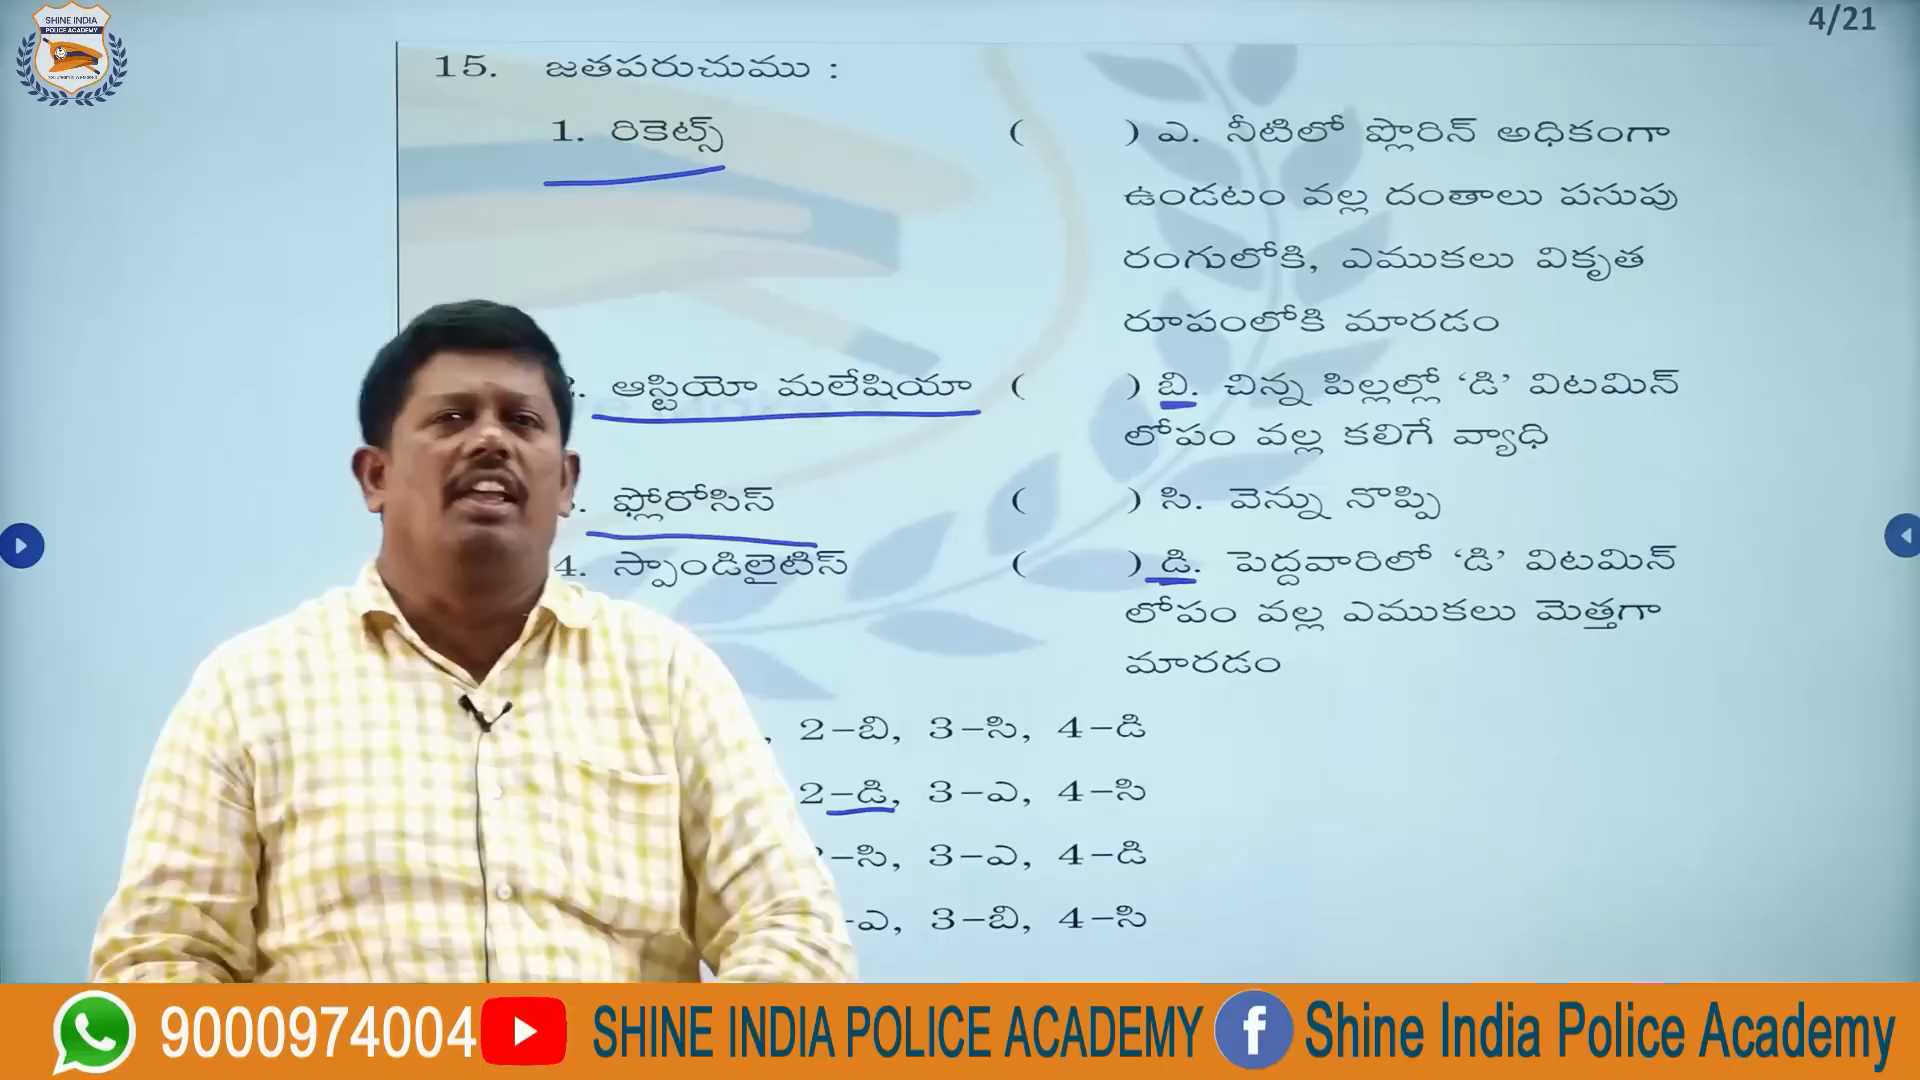 SHINE INDIA
POLICE ACADEMY
4/21
15. జతపరుచుము :
1. రికెట్స్ ( ) ఎ. నీటిలో ప్లొరిన్ అధికంగా
ఉండటం వల్ల దంతాలు పసుపు
రంగులోకి, ఎముకలు వికృత
రూపంలోకి మారడం
. ఆస్టియో మలేషియా ( ) బి. చిన్న పిల్లల్లో ‘డి’ విటమిన్
లోపం వల్ల కలిగే వ్యాధి
. ఫ్లోరోసిస్ ( ) సి. వెన్ను నొప్పి
4. స్పాండిలైటిస్ ( ) డి. పెద్దవారిలో ‘డి’ విటమిన్
లోపం వల్ల ఎముకలు మెత్తగా
మారడం
, 2–బి, 3–సి, 4–డి
2–డి, 3–ఎ, 4–సి
–సి, 3–ఎ, 4–డి
–ఎ, 3–బి, 4–సి
9000974004 SHINE INDIA POLICE ACADEMY Shine India Police Academy